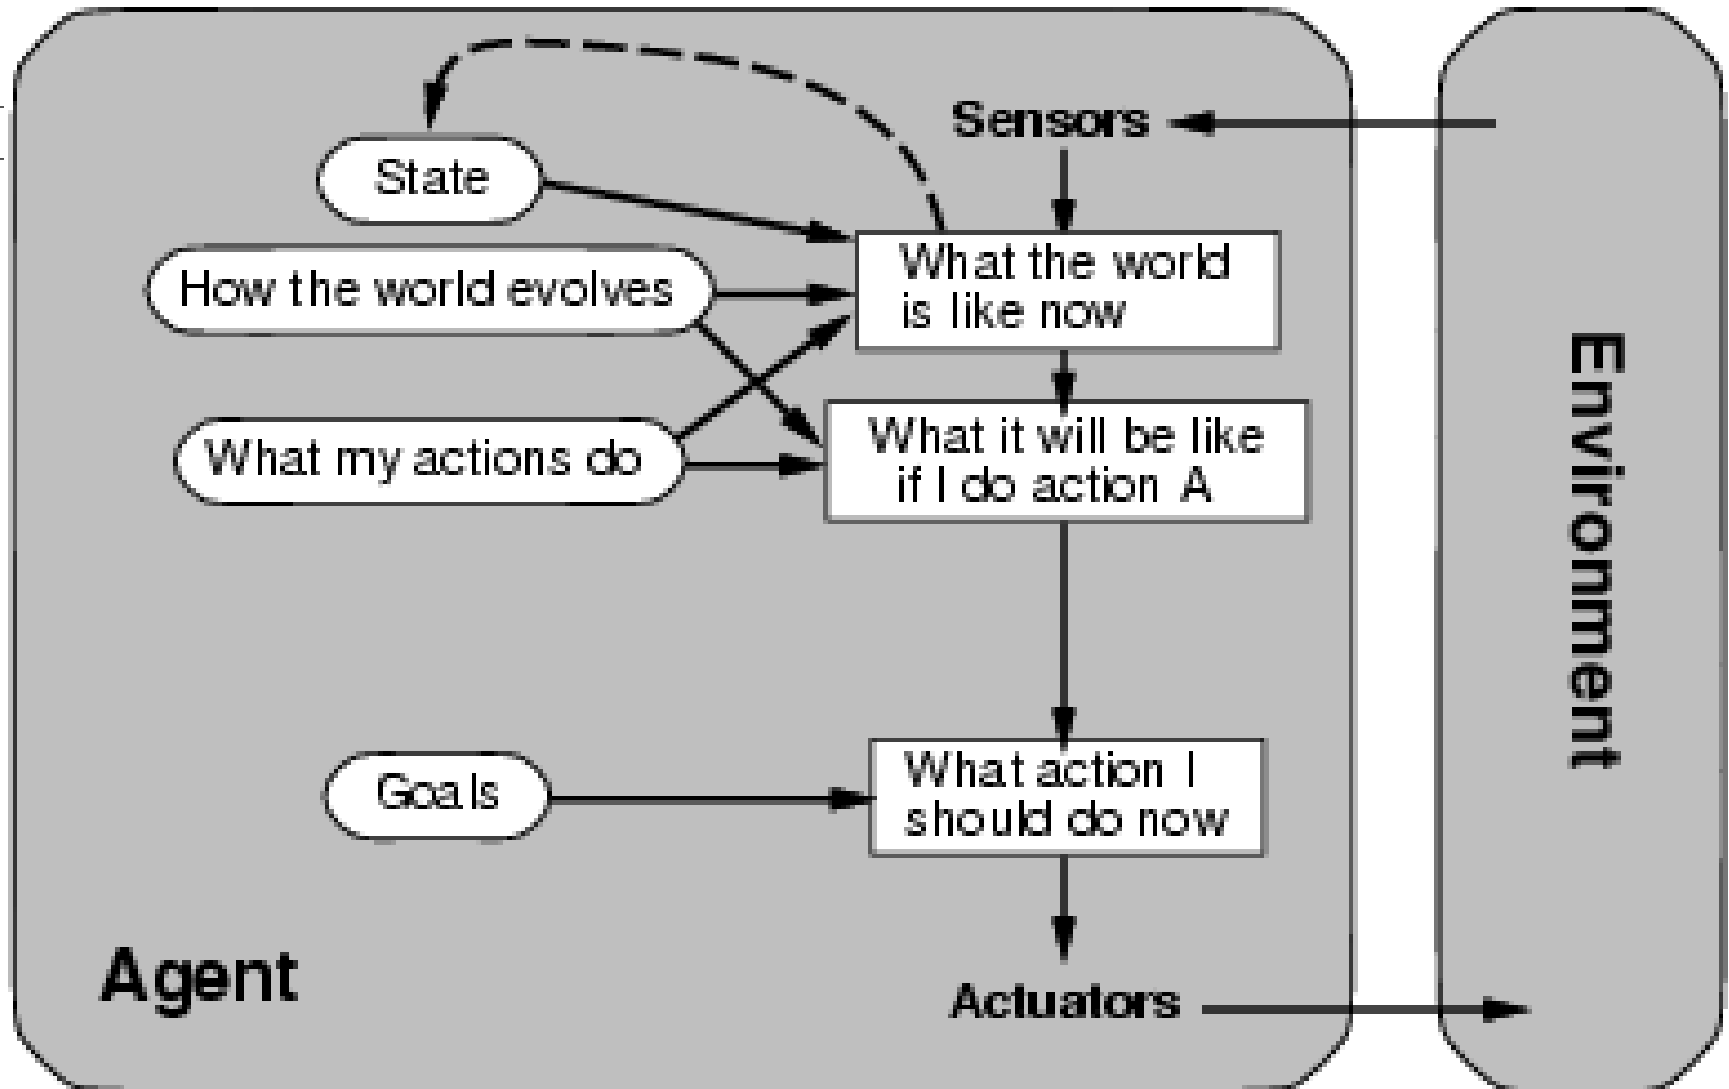 Sensors
State
What the world
is like now
How the world evolves
What it will be like
if I do action A
What my actions do
Environment
What action I
should do now
Goals
Agent
Actuators